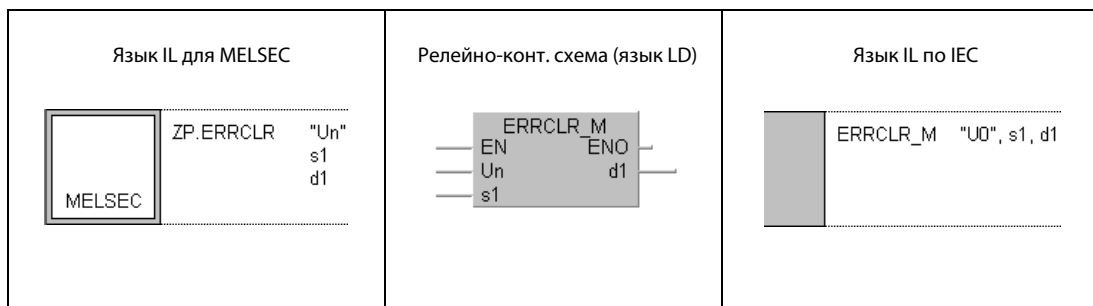 Язык IL для MELSEC
ZP.ERRCLR "Un"
s1
d1
MELSEC
Релейно-конт. схема (язык LD)
ERRCLR_M
EN ENO
Un d1
s1
Язык IL по IEC
ERRCLR_M "U0", s1, d1